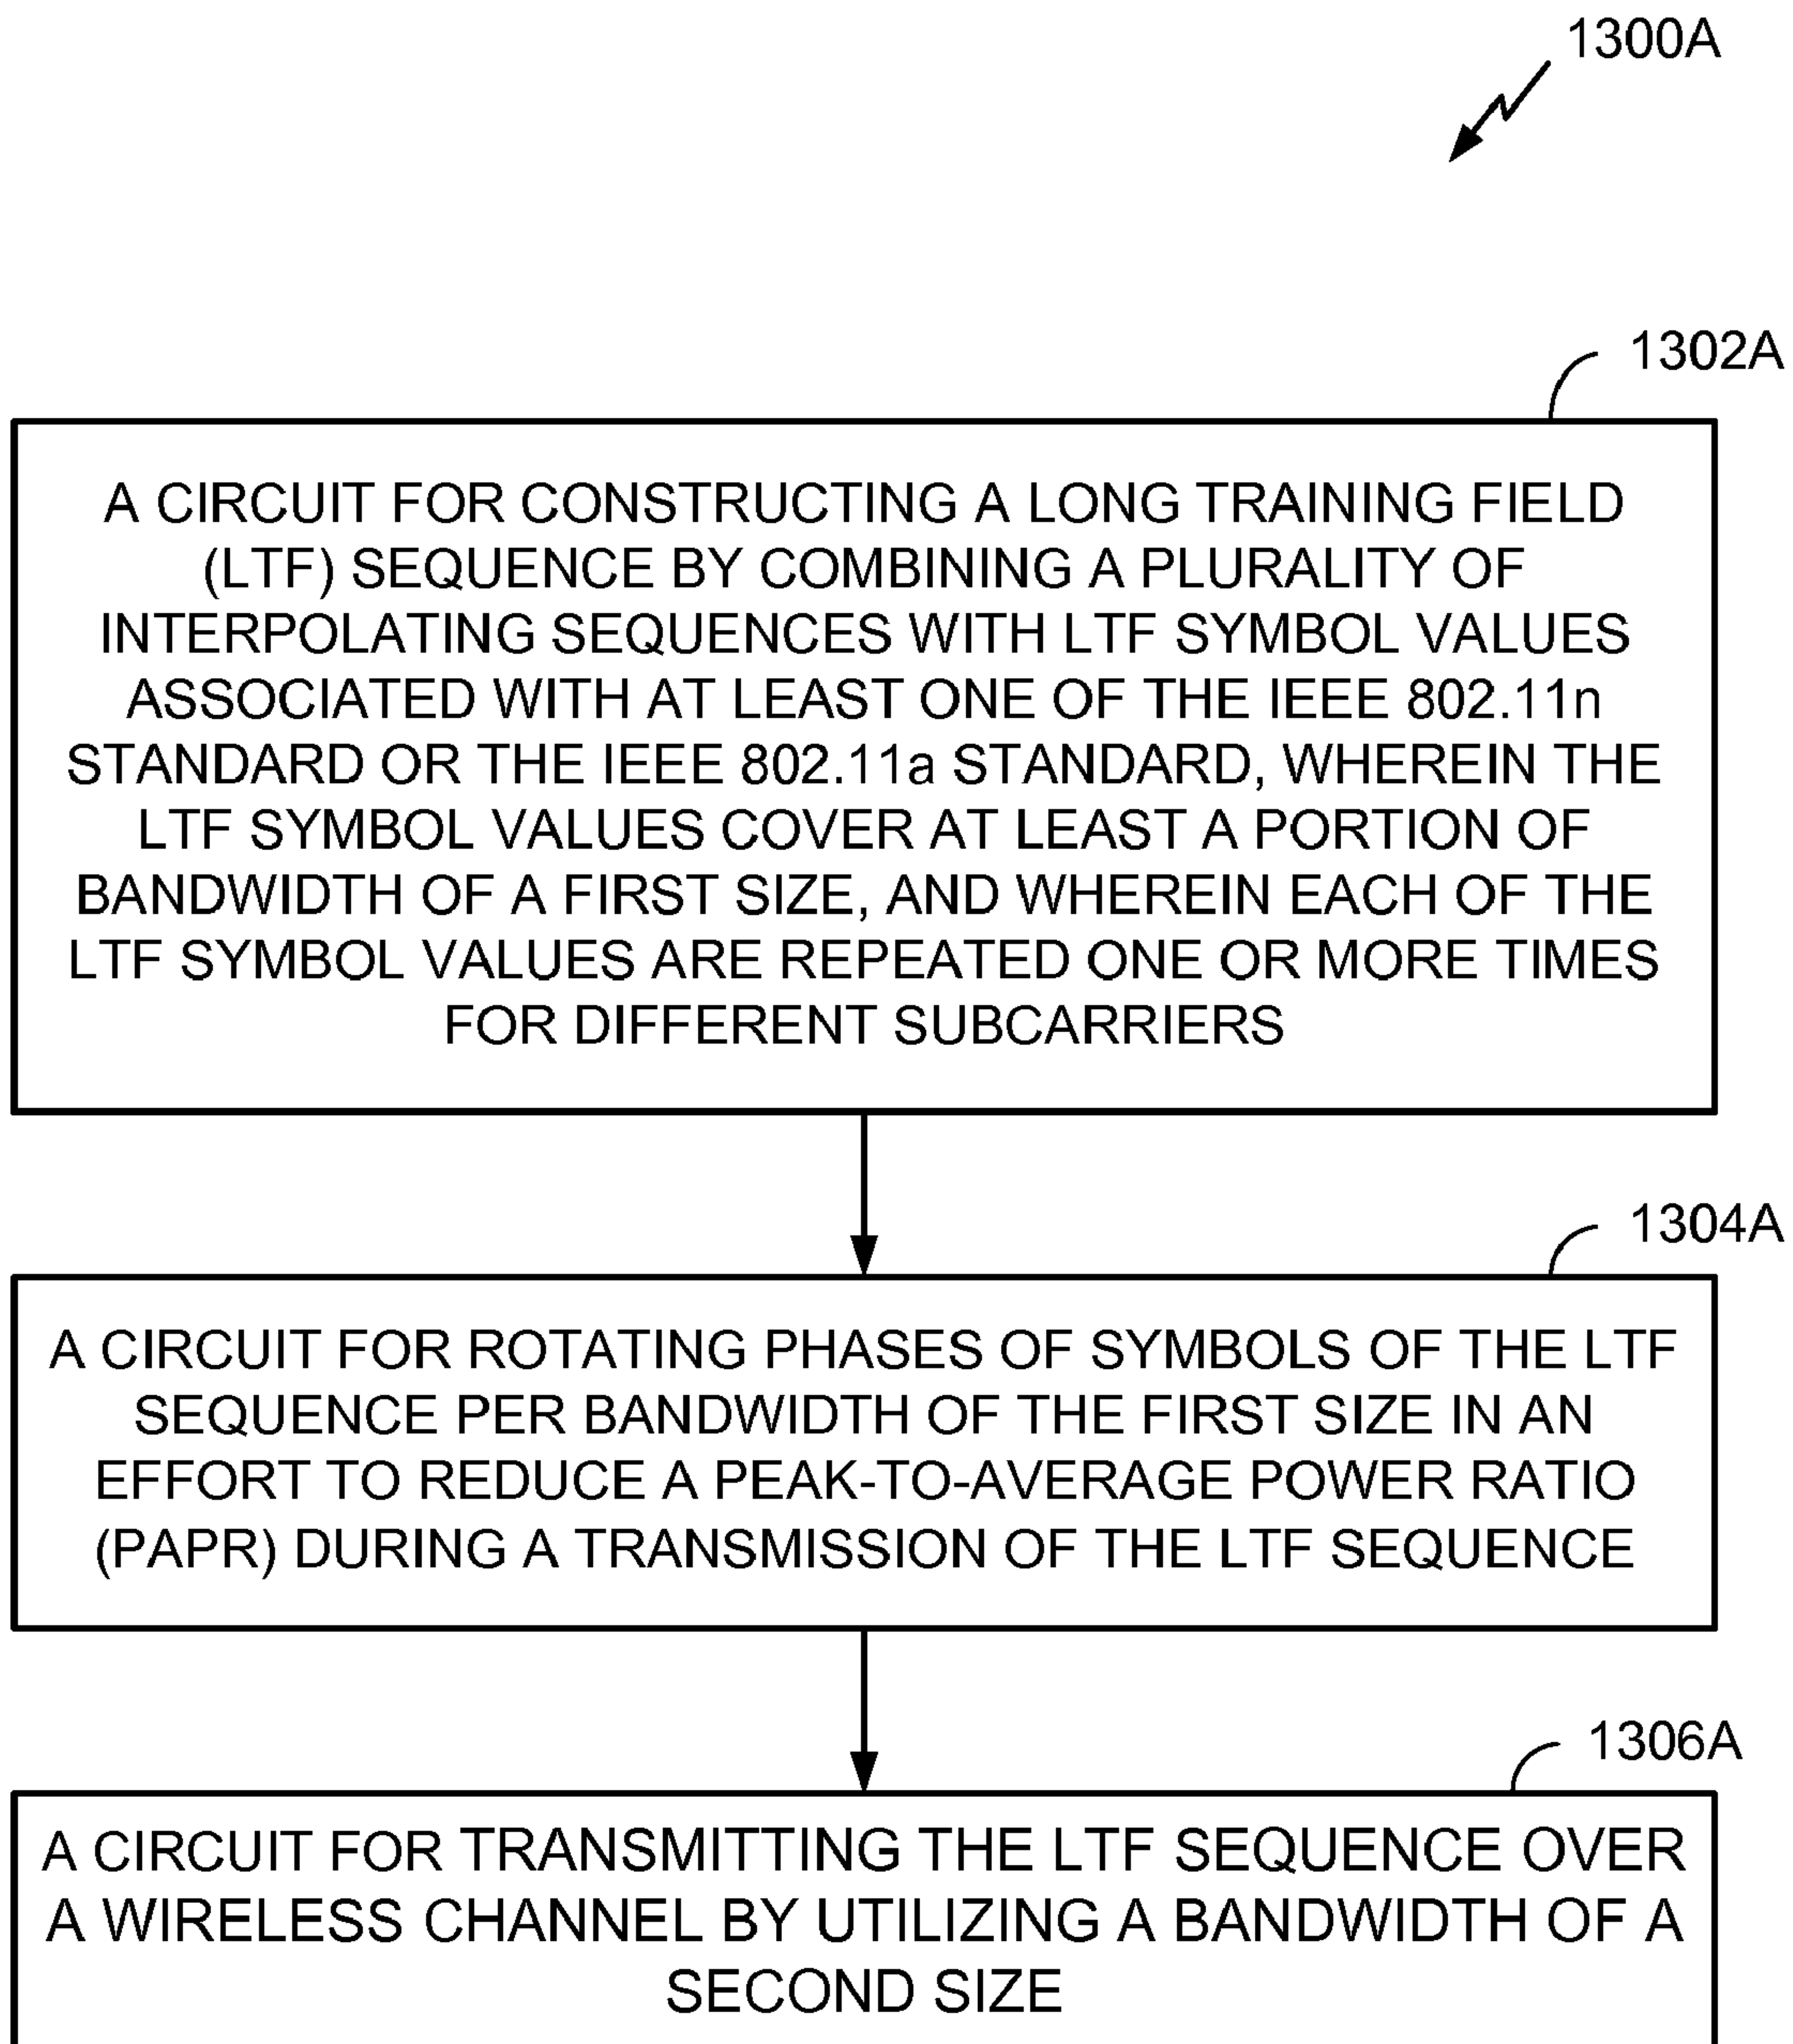 1300A
1302A
A CIRCUIT FOR CONSTRUCTING A LONG TRAINING FIELD
(LTF) SEQUENCE BY COMBINING A PLURALITY OF
INTERPOLATING SEQUENCES WITH LTF SYMBOL VALUES
ASSOCIATED WITH AT LEAST ONE OF THE IEEE 802.11n
STANDARD OR THE IEEE 802.11a STANDARD, WHEREIN THE
LTF SYMBOL VALUES COVER AT LEAST A PORTION OF
BANDWIDTH OF A FIRST SIZE, AND WHEREIN EACH OF THE
LTF SYMBOL VALUES ARE REPEATED ONE OR MORE TIMES
FOR DIFFERENT SUBCARRIERS
1304A
A CIRCUIT FOR ROTATING PHASES OF SYMBOLS OF THE LTF
SEQUENCE PER BANDWIDTH OF THE FIRST SIZE IN AN
EFFORT TO REDUCE A PEAK-TO-AVERAGE POWER RATIO
(PAPR) DURING A TRANSMISSION OF THE LTF SEQUENCE
1306A
A CIRCUIT FOR TRANSMITTING THE LTF SEQUENCE OVER
A WIRELESS CHANNEL BY UTILIZING A BANDWIDTH OF A
SECOND SIZE